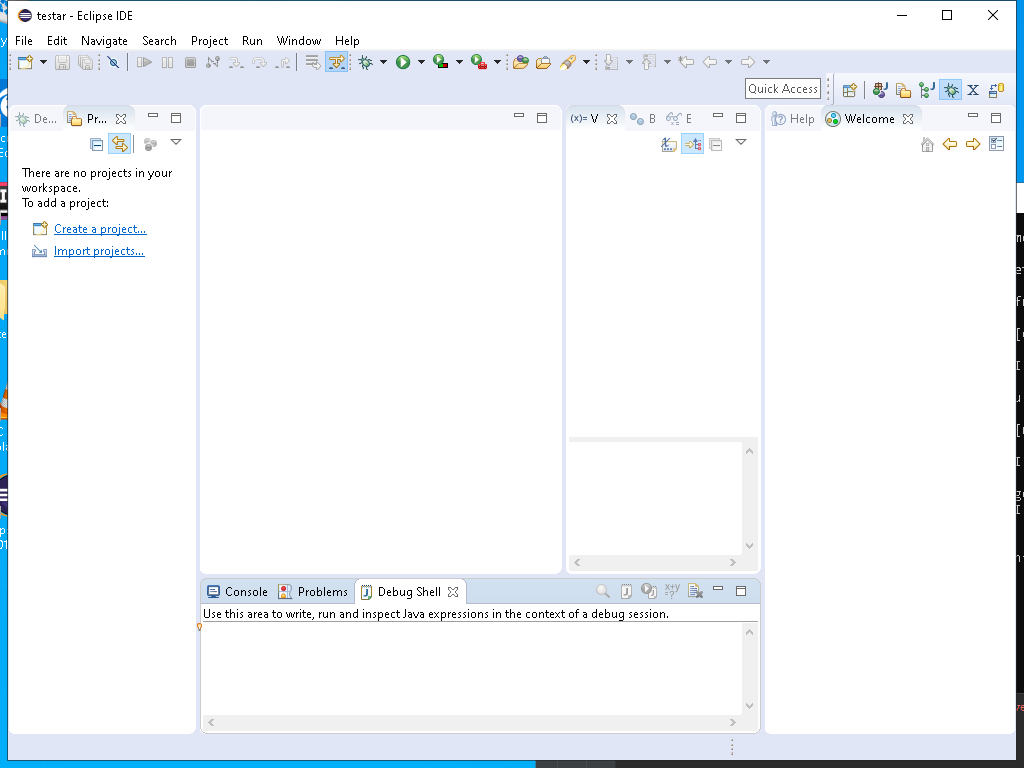 testar - Eclipse IDE
File Edit Navigate Search Project Run Window Help
Quick Access
De... Pr...
(x)= V B E
Help Welcome
There are no projects in your
workspace.
To add a project:
Create a project...
Import projects...
Console Problems Debug Shell
Use this area to write, run and inspect Java expressions in the context of a debug session.